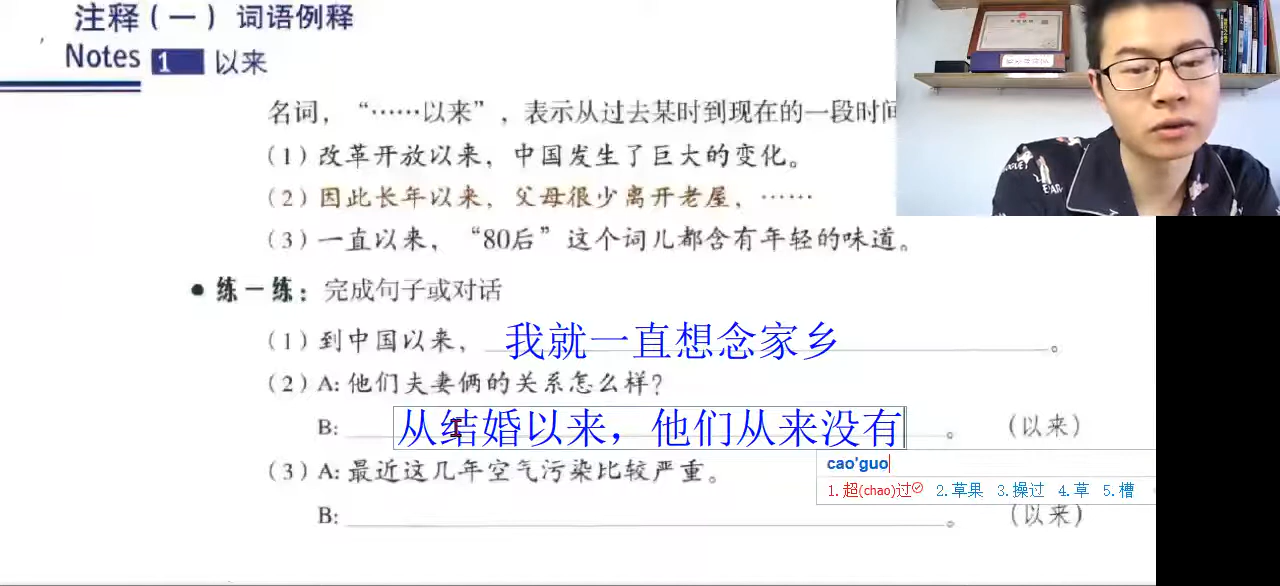 注释（一）词语例释
Notes 1 以来
名词，“……以来”，表示从过去某时到现在的一段时间
（1）改革开放以来，中国发生了巨大的变化。
（2）因此长年以来，父母很少离开老屋，……
（3）一直以来，“80后”这个词儿都含有年轻的味道。
● 练一练：完成句子或对话
（1）到中国以来，我就一直想念家乡。
（2）A: 他们夫妻俩的关系怎么样？
B: 从结婚以来，他们从来没有。（以来）
cao'guo
1.超(chao)过 2.草果 3.操过 4.草 5.槽
（3）A: 最近这几年空气污染比较严重。
B: 。（以来）